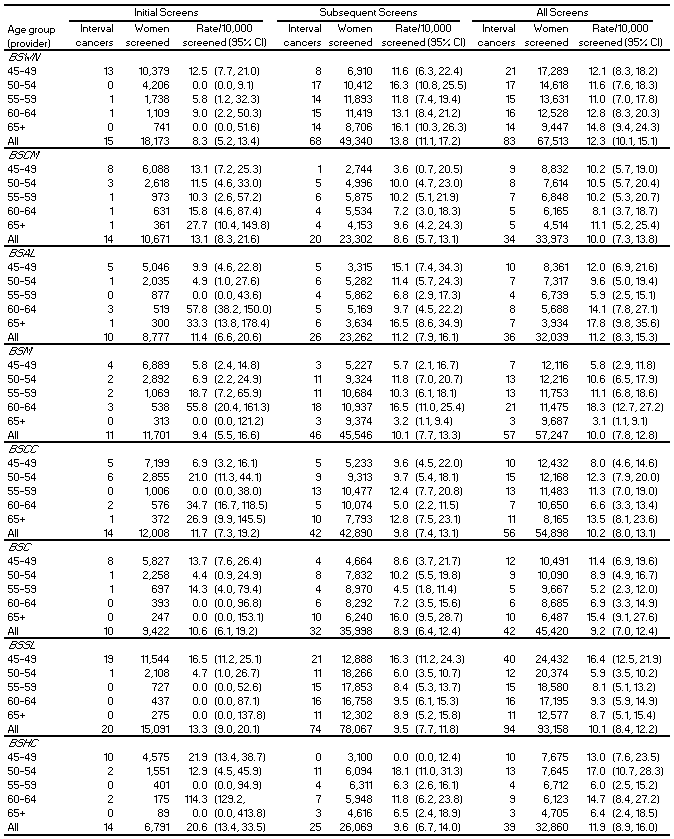 Initial Screens Subsequent Screens All Screens
Age group Interval Women Rate/10,000 Interval Women Rate/10,000 Interval Women Rate/10,000
(provider) cancers screened screened (95% CI) cancers screened screened (95% CI) cancers screened screened (95% CI)
BSWN
45-49 13 10,379 12.5 (7.7, 21.0) 8 6,910 11.6 (6.3, 22.4) 21 17,289 12.1 (8.3, 18.2)
50-54 0 4,206 0.0 (0.0, 9.1) 17 10,412 16.3 (10.8, 25.5) 17 14,618 11.6 (7.6, 18.3)
55-59 1 1,738 5.8 (1.2, 32.3) 14 11,893 11.8 (7.4, 19.4) 15 13,631 11.0 (7.0, 17.8)
60-64 1 1,109 9.0 (2.2, 50.3) 15 11,419 13.1 (8.4, 21.2) 16 12,528 12.8 (8.3, 20.3)
65+ 0 741 0.0 (0.0, 51.6) 14 8,706 16.1 (10.3, 26.3) 14 9,447 14.8 (9.4, 24.3)
All 15 18,173 8.3 (5.2, 13.4) 68 49,340 13.8 (11.1, 17.2) 83 67,513 12.3 (10.1, 15.1)
BSCM
45-49 8 6,088 13.1 (7.2, 25.3) 1 2,744 3.6 (0.7, 20.5) 9 8,832 10.2 (5.7, 19.0)
50-54 3 2,618 11.5 (4.6, 33.0) 5 4,996 10.0 (4.7, 23.0) 8 7,614 10.5 (5.7, 20.4)
55-59 1 973 10.3 (2.6, 57.2) 6 5,875 10.2 (5.1, 21.9) 7 6,848 10.2 (5.3, 20.7)
60-64 1 631 15.8 (4.6, 87.4) 4 5,534 7.2 (3.0, 18.3) 5 6,165 8.1 (3.7, 18.7)
65+ 1 361 27.7 (10.4, 149.8) 4 4,153 9.6 (4.2, 24.3) 5 4,514 11.1 (5.2, 25.4)
All 14 10,671 13.1 (8.3, 21.6) 20 23,302 8.6 (5.7, 13.1) 34 33,973 10.0 (7.3, 13.8)
BSAL
45-49 5 5,046 9.9 (4.6, 22.8) 5 3,315 15.1 (7.4, 34.3) 10 8,361 12.0 (6.9, 21.6)
50-54 1 2,035 4.9 (1.0, 27.6) 6 5,282 11.4 (5.7, 24.3) 7 7,317 9.6 (5.0, 19.4)
55-59 0 877 0.0 (0.0, 43.6) 4 5,862 6.8 (2.9, 17.3) 4 6,739 5.9 (2.5, 15.1)
60-64 3 519 57.8 (38.2, 150.0) 5 5,169 9.7 (4.5, 22.2) 8 5,688 14.1 (7.8, 27.1)
65+ 1 300 33.3 (13.8, 178.4) 6 3,634 16.5 (8.6, 34.9) 7 3,934 17.8 (9.8, 35.6)
All 10 8,777 11.4 (6.6, 20.6) 26 23,262 11.2 (7.9, 16.1) 36 32,039 11.2 (8.3, 15.3)
BSM
45-49 4 6,889 5.8 (2.4, 14.8) 3 5,227 5.7 (2.1, 16.7) 7 12,116 5.8 (2.9, 11.8)
50-54 2 2,892 6.9 (2.2, 24.9) 11 9,324 11.8 (7.0, 20.7) 13 12,216 10.6 (6.5, 17.9)
55-59 2 1,069 18.7 (7.2, 65.9) 11 10,684 10.3 (6.1, 18.1) 13 11,753 11.1 (6.8, 18.6)
60-64 3 538 55.8 (20.4, 161.3) 18 10,937 16.5 (11.0, 25.4) 21 11,475 18.3 (12.7, 27.2)
65+ 0 313 0.0 (0.0, 121.2) 3 9,374 3.2 (1.1, 9.4) 3 9,687 3.1 (1.1, 9.1)
All 11 11,701 9.4 (5.5, 16.6) 46 45,546 10.1 (7.7, 13.3) 57 57,247 10.0 (7.8, 12.8)
BSCC
45-49 5 7,199 6.9 (3.2, 16.1) 5 5,233 9.6 (4.5, 22.0) 10 12,432 8.0 (4.6, 14.6)
50-54 6 2,855 21.0 (11.3, 44.1) 9 9,313 9.7 (5.4, 18.1) 15 12,168 12.3 (7.9, 20.0)
55-59 0 1,006 0.0 (0.0, 38.0) 13 10,477 12.4 (7.7, 20.8) 13 11,483 11.3 (7.0, 19.0)
60-64 2 576 34.7 (16.7, 118.5) 5 10,074 5.0 (2.2, 11.5) 7 10,650 6.6 (3.3, 13.4)
65+ 1 372 26.9 (9.9, 145.5) 10 7,793 12.8 (7.5, 23.1) 11 8,165 13.5 (8.1, 23.6)
All 14 12,008 11.7 (7.3, 19.2) 42 42,890 9.8 (7.4, 13.1) 56 54,898 10.2 (8.0, 13.1)
BSC
45-49 8 5,827 13.7 (7.6, 26.4) 4 4,664 8.6 (3.7, 21.7) 12 10,491 11.4 (6.9, 19.6)
50-54 1 2,258 4.4 (0.9, 24.9) 8 7,832 10.2 (5.5, 19.8) 9 10,090 8.9 (4.9, 16.7)
55-59 1 697 14.3 (4.0, 79.4) 4 8,970 4.5 (1.8, 11.4) 5 9,667 5.2 (2.3, 12.0)
60-64 0 393 0.0 (0.0, 96.8) 6 8,292 7.2 (3.5, 15.6) 6 8,685 6.9 (3.3, 14.9)
65+ 0 247 0.0 (0.0, 153.1) 10 6,240 16.0 (9.5, 28.7) 10 6,487 15.4 (9.1, 27.6)
All 10 9,422 10.6 (6.1, 19.2) 32 35,998 8.9 (6.4, 12.4) 42 45,420 9.2 (7.0, 12.4)
BSSL
45-49 19 11,544 16.5 (11.2, 25.1) 21 12,888 16.3 (11.2, 24.3) 40 24,432 16.4 (12.5, 21.9)
50-54 1 2,108 4.7 (1.0, 26.7) 11 18,266 6.0 (3.5, 10.7) 12 20,374 5.9 (3.5, 10.2)
55-59 0 727 0.0 (0.0, 52.6) 15 17,853 8.4 (5.3, 13.7) 15 18,580 8.1 (5.1, 13.2)
60-64 0 437 0.0 (0.0, 87.1) 16 16,758 9.5 (6.1, 15.3) 16 17,195 9.3 (5.9, 14.9)
65+ 0 275 0.0 (0.0, 137.8) 11 12,302 8.9 (5.2, 15.8) 11 12,577 8.7 (5.1, 15.4)
All 20 15,091 13.3 (9.0, 20.1) 74 78,067 9.5 (7.7, 11.8) 94 93,158 10.1 (8.4, 12.2)
BSHC
45-49 10 4,575 21.9 (13.4, 38.7) 0 3,100 0.0 (0.0, 12.4) 10 7,675 13.0 (7.6, 23.5)
50-54 2 1,551 12.9 (4.5, 45.9) 11 6,094 18.1 (11.0, 31.3) 13 7,645 17.0 (10.7, 28.3)
55-59 0 401 0.0 (0.0, 94.9) 4 6,311 6.3 (2.6, 16.1) 4 6,712 6.0 (2.5, 15.2)
60-64 2 175 114.3 (129.2, 7 5,948 11.8 (6.2, 23.8) 9 6,123 14.7 (8.4, 27.2)
65+ 0 89 0.0 (0.0, 413.8) 3 4,616 6.5 (2.4, 18.9) 3 4,705 6.4 (2.4, 18.5)
All 14 6,791 20.6 (13.4, 33.5) 25 26,069 9.6 (6.7, 14.0) 39 32,860 11.9 (8.9, 16.0)